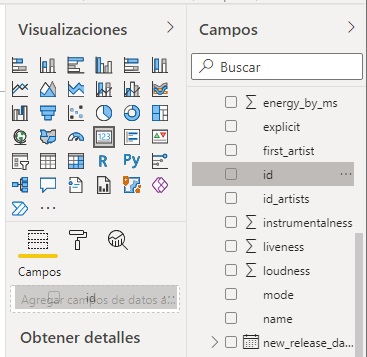 Visualizaciones
123
R
Py
Campos
Agregar campos de datos a...
id
Obtener detalles
Campos
Buscar
energy_by_ms
explicit
first_artist
id
id_artists
instrumentalness
liveness
loudness
mode
name
new_release_da...